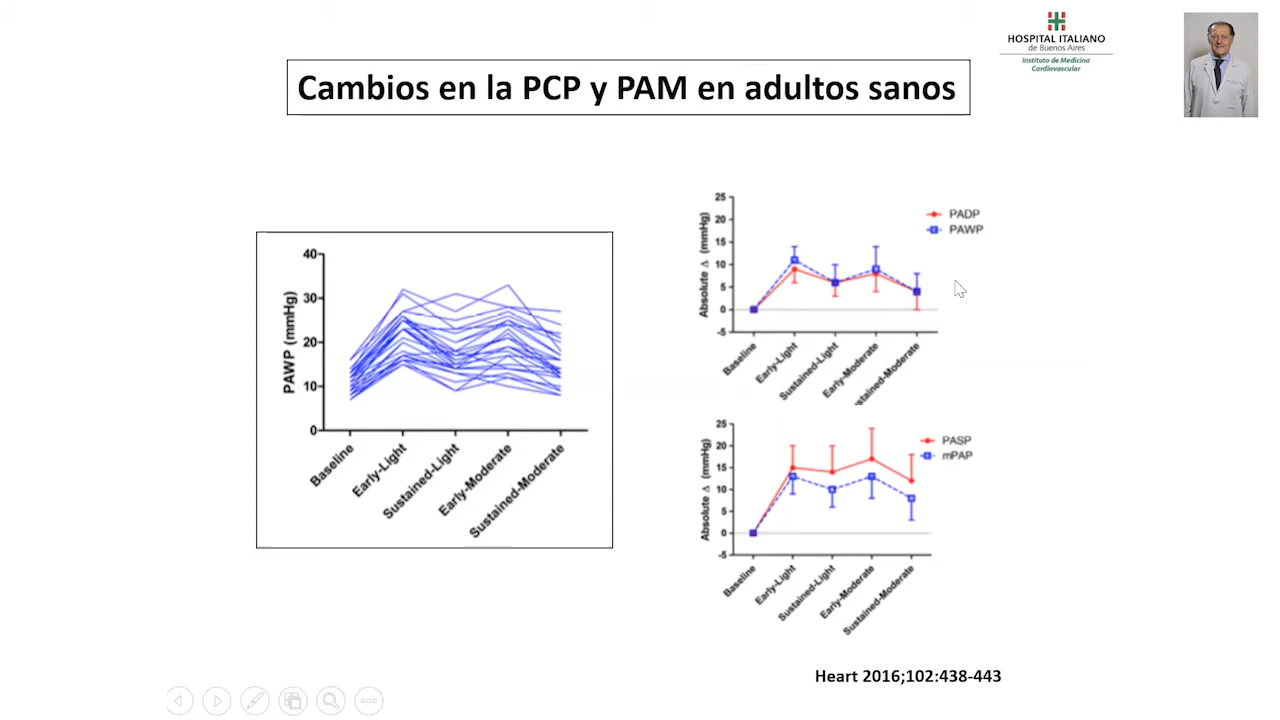 HOSPITAL ITALIANO
de Buenos Aires
Instituto de Medicina
Cardiovascular
Cambios en la PCP y PAM en adultos sanos
PAWP (mmHg)
40
30
20
10
0
Baseline
Early-Light
Sustained-Light
Early-Moderate
Sustained-Moderate
Absolute Δ (mmHg)
25
20
15
10
5
0
-5
PADP
PAWP
Baseline
Early-Light
Sustained-Light
Early-Moderate
stained-Moderate
Absolute Δ (mmHg)
25
20
15
10
5
0
-5
PASP
mPAP
Baseline
Early-Light
Sustained-Light
Early-Moderate
Sustained-Moderate
Heart 2016;102:438-443